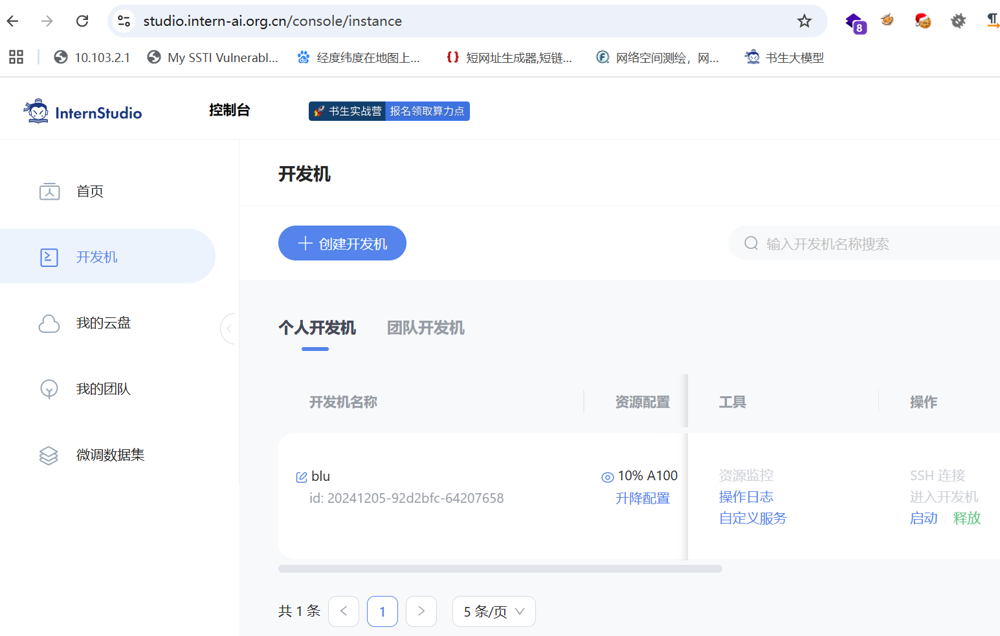 studio.intern-ai.org.cn/console/instance
8
10.103.2.1
My SSTI Vulnerabl...
经度纬度在地图上...
短网址生成器,短链...
网络空间测绘，网...
书生大模型
InternStudio
控制台
书生实战营 报名领取算力点
首页
开发机
我的云盘
我的团队
微调数据集
开发机
创建开发机
输入开发机名称搜索
个人开发机 团队开发机
开发机名称 资源配置 工具 操作
blu
id: 20241205-92d2bfc-64207658
10% A100
升降配置
资源监控
操作日志
自定义服务
SSH 连接
进入开发机
启动 释放
共 1 条 < 1 > 5 条/页